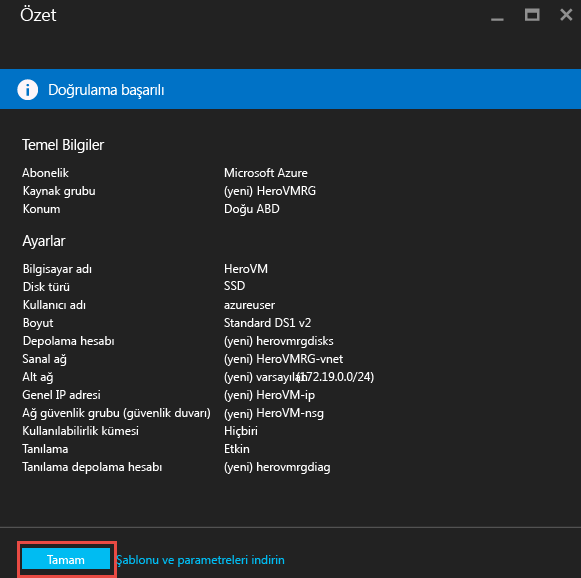 Özet
Doğrulama başarılı
Temel Bilgiler
Abonelik Microsoft Azure
Kaynak grubu (yeni) HeroVMRG
Konum Doğu ABD
Ayarlar
Bilgisayar adı HeroVM
Disk türü SSD
Kullanıcı adı azureuser
Boyut Standard DS1 v2
Depolama hesabı (yeni) herovmrgdisks
Sanal ağ (yeni) HeroVMRG-vnet
Alt ağ (yeni) varsayılan (172.19.0.0/24)
Genel IP adresi (yeni) HeroVM-ip
Ağ güvenlik grubu (güvenlik duvarı) (yeni) HeroVM-nsg
Kullanılabilirlik kümesi Hiçbiri
Tanılama Etkin
Tanılama depolama hesabı (yeni) herovmrgdiag
Tamam Şablonu ve parametreleri indirin